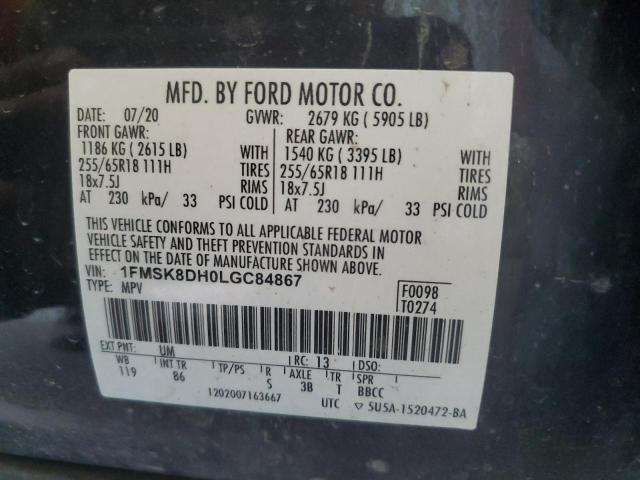 MFD. BY FORD MOTOR CO.
DATE: 07/20 GVWR: 2679 KG ( 5905 LB)
FRONT GAWR: REAR GAWR:
1186 KG ( 2615 LB) WITH 1540 KG ( 3395 LB) WITH
255/65R18 111H TIRES 255/65R18 111H TIRES
18x7.5J RIMS 18x7.5J RIMS
AT 230 kPa/ 33 PSI COLD AT 230 kPa/ 33 PSI COLD
THIS VEHICLE CONFORMS TO ALL APPLICABLE FEDERAL MOTOR
VEHICLE SAFETY AND THEFT PREVENTION STANDARDS IN
EFFECT ON THE DATE OF MANUFACTURE SHOWN ABOVE.
VIN: 1FMSK8DH0LGC84867 F0098
TYPE: MPV T0274
EXT PNT: UM RC: 13 DSO:
WB INT TR TP/PS R AXLE TR SPR
119 86 S 3B T BBCC
1202007163667 UTC 5U5A-1520472-BA